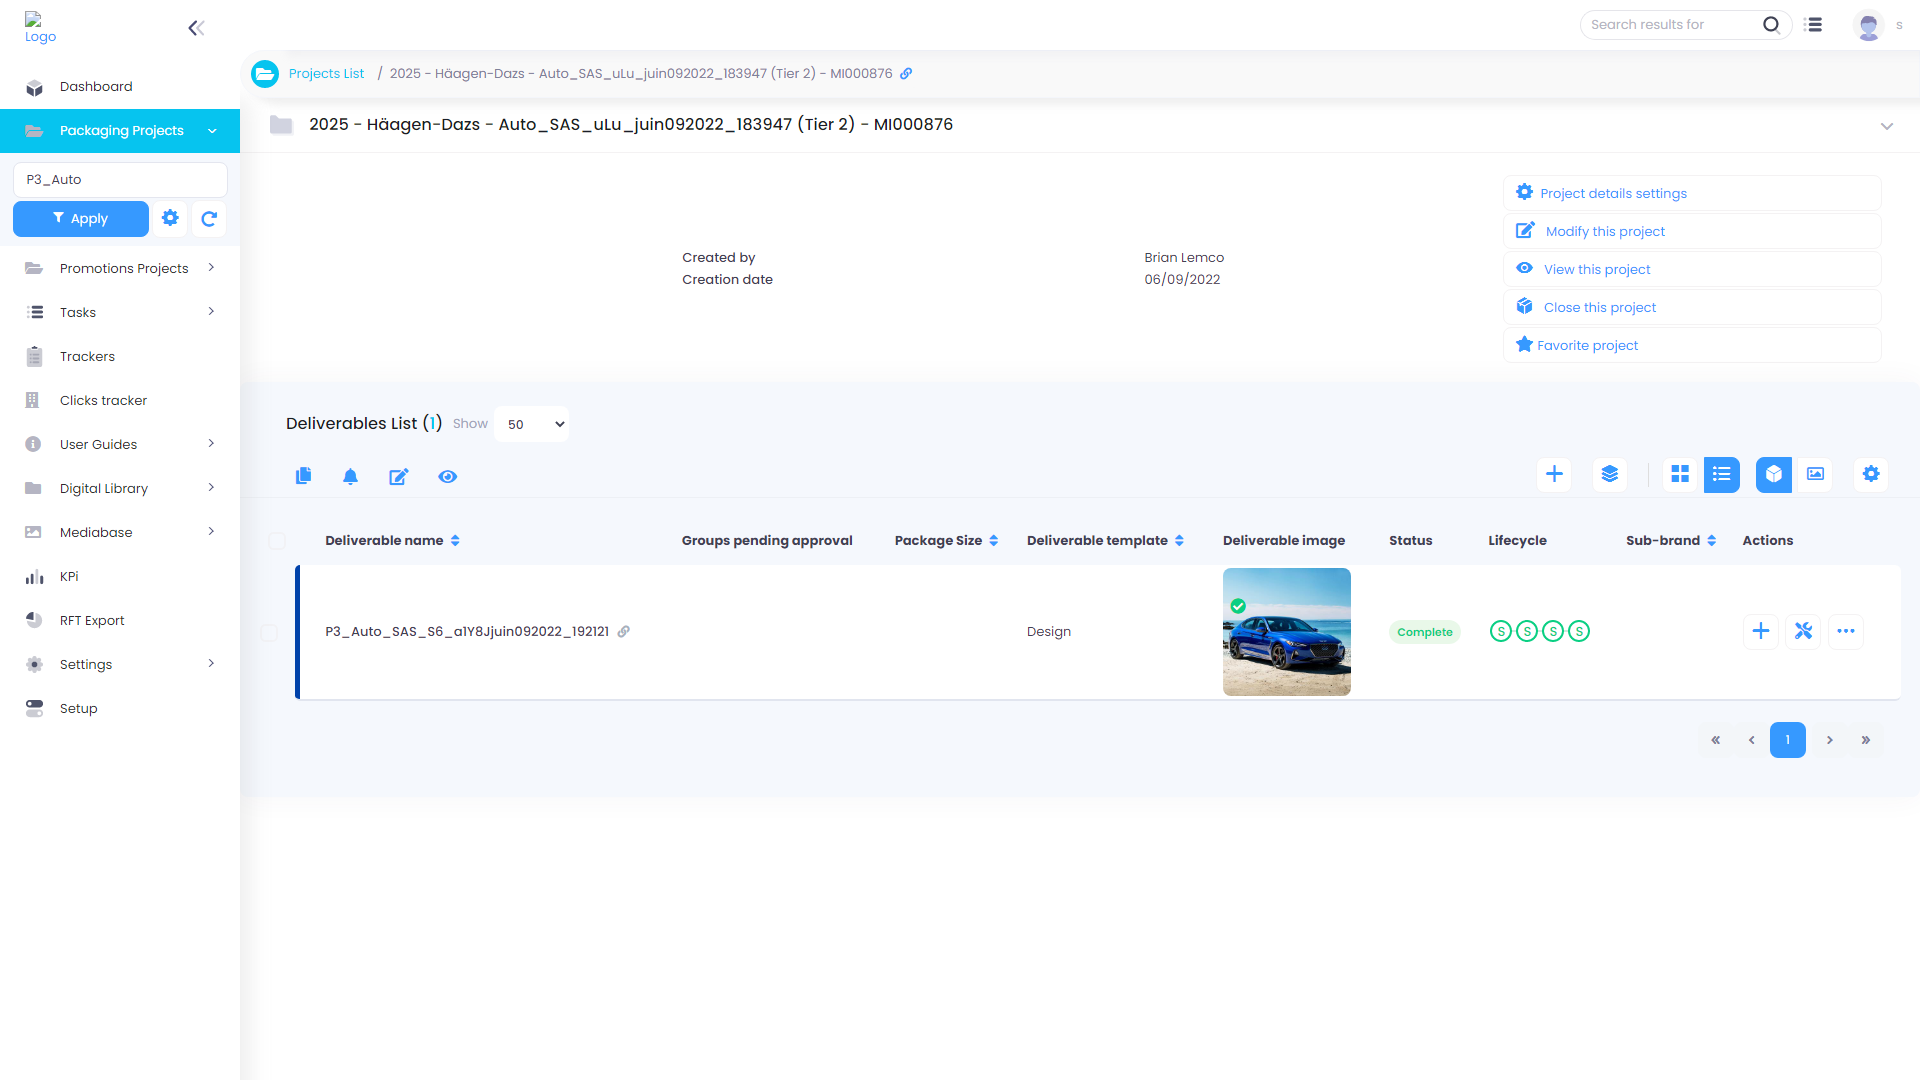 Logo
Search results for
s
Dashboard
Packaging Projects
P3_Auto
Apply
Promotions Projects
Tasks
Trackers
Clicks tracker
User Guides
Digital Library
Mediabase
KPi
RFT Export
Settings
Setup
Projects List / 2025 - Häagen-Dazs - Auto_SAS_uLu_juin092022_183947 (Tier 2) - MI000876
2025 - Häagen-Dazs - Auto_SAS_uLu_juin092022_183947 (Tier 2) - MI000876
Created by Brian Lemco
Creation date 06/09/2022
Project details settings
Modify this project
View this project
Close this project
Favorite project
Deliverables List (1) Show 50
Deliverable name Groups pending approval Package Size Deliverable template Deliverable image Status Lifecycle Sub-brand Actions
P3_Auto_SAS_S6_a1Y8Jjuin092022_192121 Design Complete S S S S
« ‹ 1 › »